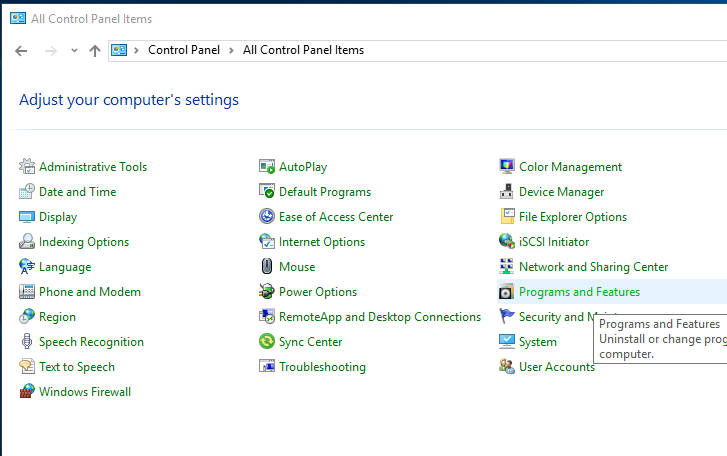 All Control Panel Items
Control Panel > All Control Panel Items
Adjust your computer's settings
Administrative Tools
AutoPlay
Color Management
Date and Time
Default Programs
Device Manager
Display
Ease of Access Center
File Explorer Options
Indexing Options
Internet Options
iSCSI Initiator
Language
Mouse
Network and Sharing Center
Phone and Modem
Power Options
Programs and Features
Region
RemoteApp and Desktop Connections
Security and
Programs and Features
Speech Recognition
Sync Center
System
Uninstall or change prog
computer.
Text to Speech
Troubleshooting
User Accounts
Windows Firewall